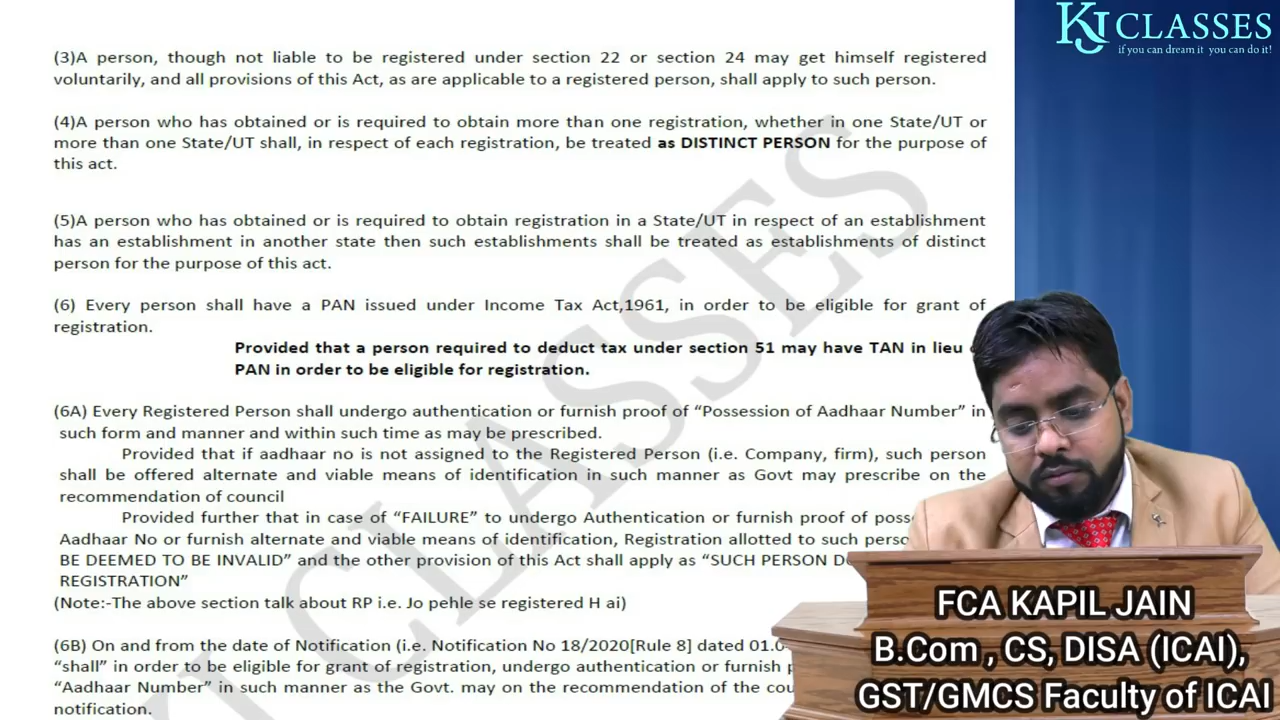 KJ CLASSES
if you can dream it you can do it!
(3)A person, though not liable to be registered under section 22 or section 24 may get himself registered
voluntarily, and all provisions of this Act, as are applicable to a registered person, shall apply to such person.
(4)A person who has obtained or is required to obtain more than one registration, whether in one State/UT or
more than one State/UT shall, in respect of each registration, be treated as DISTINCT PERSON for the purpose of
this act.
(5)A person who has obtained or is required to obtain registration in a State/UT in respect of an establishment
has an establishment in another state then such establishments shall be treated as establishments of distinct
person for the purpose of this act.
(6) Every person shall have a PAN issued under Income Tax Act,1961, in order to be eligible for grant of
registration.
Provided that a person required to deduct tax under section 51 may have TAN in lieu
PAN in order to be eligible for registration.
(6A) Every Registered Person shall undergo authentication or furnish proof of “Possession of Aadhaar Number” in
such form and manner and within such time as may be prescribed.
Provided that if aadhaar no is not assigned to the Registered Person (i.e. Company, firm), such person
shall be offered alternate and viable means of identification in such manner as Govt may prescribe on the
recommendation of council
Provided further that in case of “FAILURE” to undergo Authentication or furnish proof of
Aadhaar No or furnish alternate and viable means of identification, Registration allotted to such
BE DEEMED TO BE INVALID” and the other provision of this Act shall apply as “SUCH PERSON
REGISTRATION”
(Note:-The above section talk about RP i.e. Jo pehle se registered H ai)
(6B) On and from the date of Notification (i.e. Notification No 18/2020[Rule 8] dated
“shall” in order to be eligible for grant of registration, undergo authentication or furnish
“Aadhaar Number” in such manner as the Govt. may on the recommendation of the
notification.
KJ CLASSES
FCA KAPIL JAIN
B.Com , CS, DISA (ICAI),
GST/GMCS Faculty of ICAI